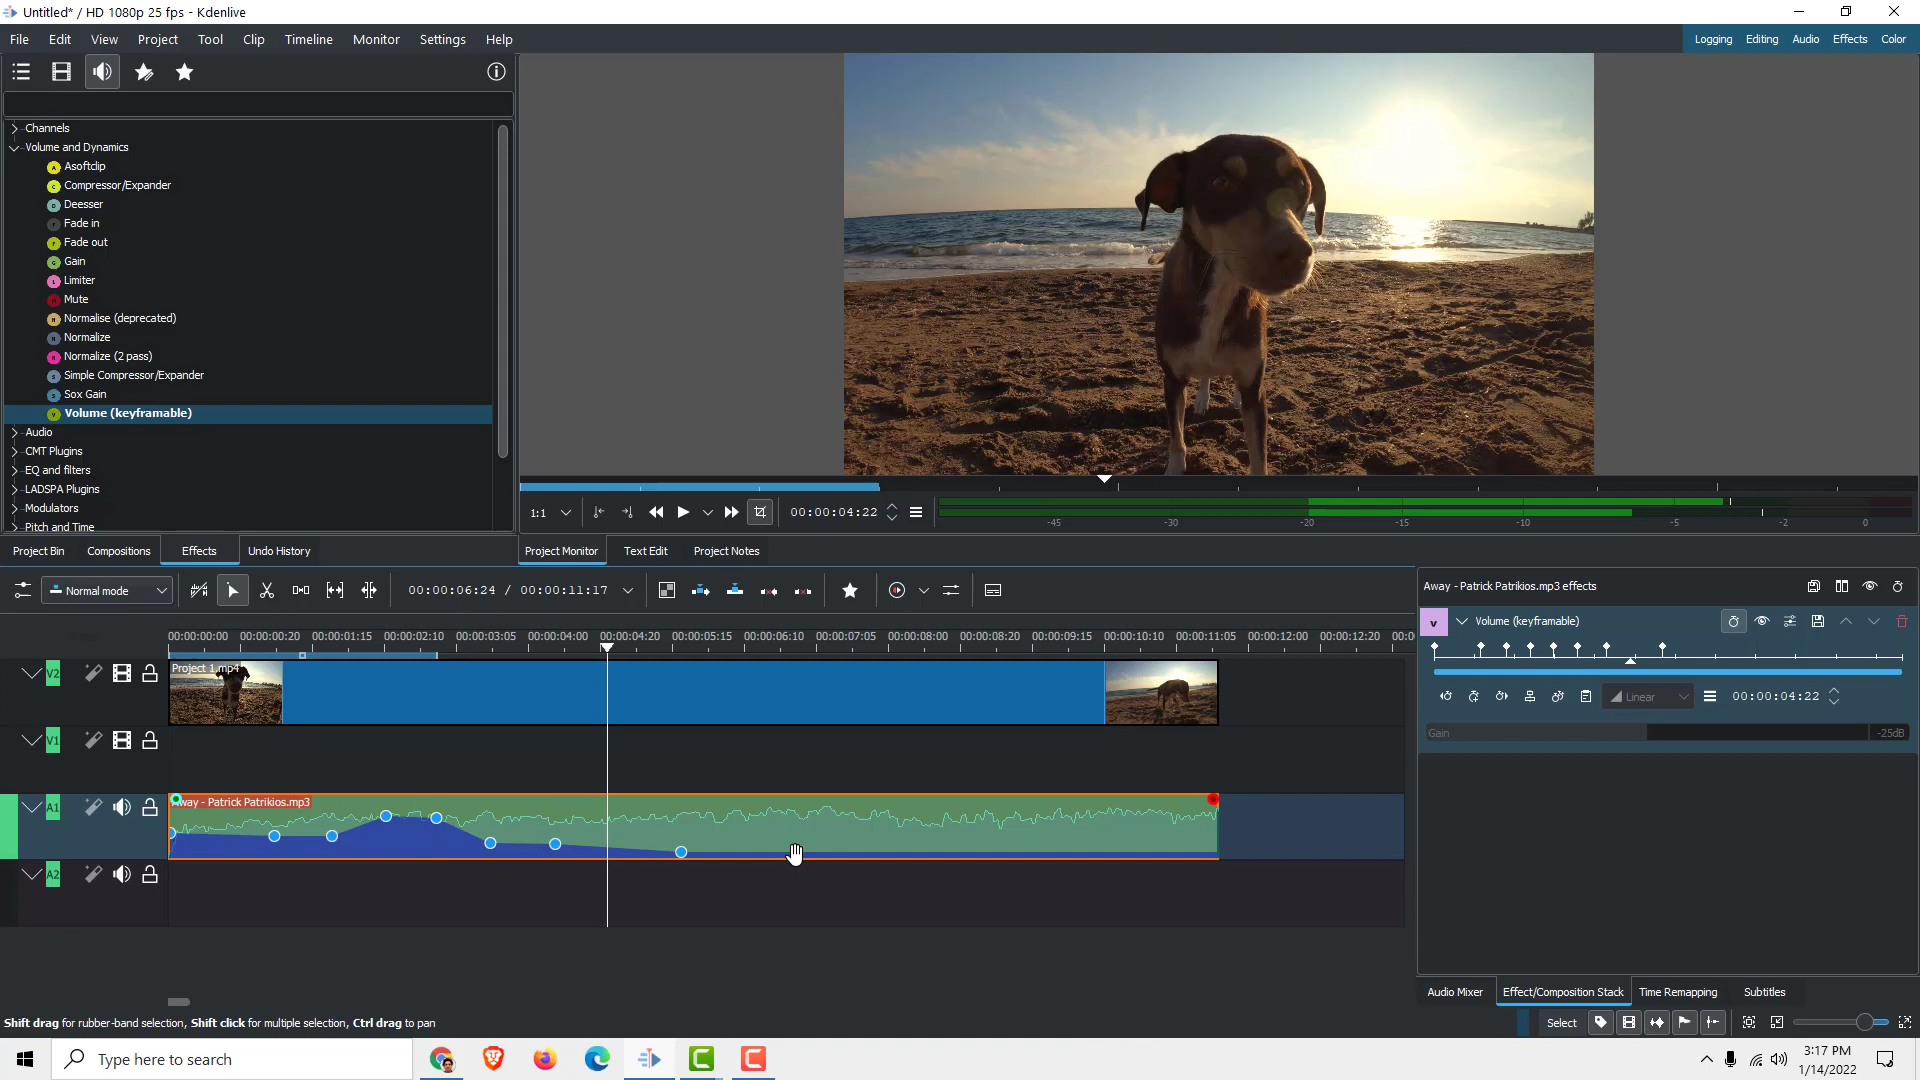 Untitled* / HD 1080p 25 fps - Kdenlive
File Edit View Project Tool Clip Timeline Monitor Settings Help
Logging Editing Audio Effects Color
Channels
Volume and Dynamics
Asoftclip
Compressor/Expander
Deesser
Fade in
Fade out
Gain
Limiter
Mute
Normalise (deprecated)
Normalize
Normalize (2 pass)
Simple Compressor/Expander
Sox Gain
Volume (keyframable)
Audio
CMT Plugins
EQ and filters
LADSPA Plugins
Modulators
Pitch and Time
1:1 00:00:04:22
-45 -30 -20 -15 -10 -5 -2 0
Project Bin Compositions Effects Undo History
Project Monitor Text Edit Project Notes
Normal mode 00:00:06:24 / 00:00:11:17
00:00:00:00 00:00:00:20 00:00:01:15 00:00:02:10 00:00:03:05 00:00:04:00 00:00:04:20 00:00:05:15 00:00:06:10 00:00:07:05 00:00:08:00 00:00:08:20 00:00:09:15 00:00:10:10 00:00:11:05 00:00:12:00 00:00:12:20
V2 Project 1.mp4
V1
A1 Away - Patrick Patrikios.mp3
A2
Away - Patrick Patrikios.mp3 effects
v Volume (keyframable)
Linear 00:00:04:22
Gain -25dB
Audio Mixer Effect/Composition Stack Time Remapping Subtitles
Shift drag for rubber-band selection, Shift click for multiple selection, Ctrl drag to pan
Select
Type here to search
3:17 PM
1/14/2022